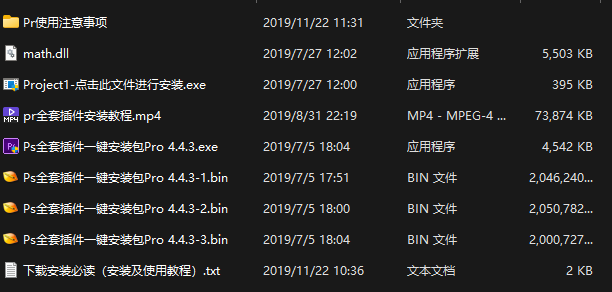 Pr使用注意事项 2019/11/22 11:31 文件夹
math.dll 2019/7/27 12:02 应用程序扩展 5,503 KB
Project1-点击此文件进行安装.exe 2019/7/27 12:00 应用程序 395 KB
MP4 pr全套插件安装教程.mp4 2019/8/31 22:19 MP4 - MPEG-4 ... 73,874 KB
Ps全套插件一键安装包Pro 4.4.3.exe 2019/7/5 18:04 应用程序 4,542 KB
Ps全套插件一键安装包Pro 4.4.3-1.bin 2019/7/5 17:51 BIN 文件 2,046,240...
Ps全套插件一键安装包Pro 4.4.3-2.bin 2019/7/5 18:00 BIN 文件 2,050,782...
Ps全套插件一键安装包Pro 4.4.3-3.bin 2019/7/5 18:04 BIN 文件 2,000,727...
下载安装必读（安装及使用教程）.txt 2019/11/22 10:36 文本文档 2 KB